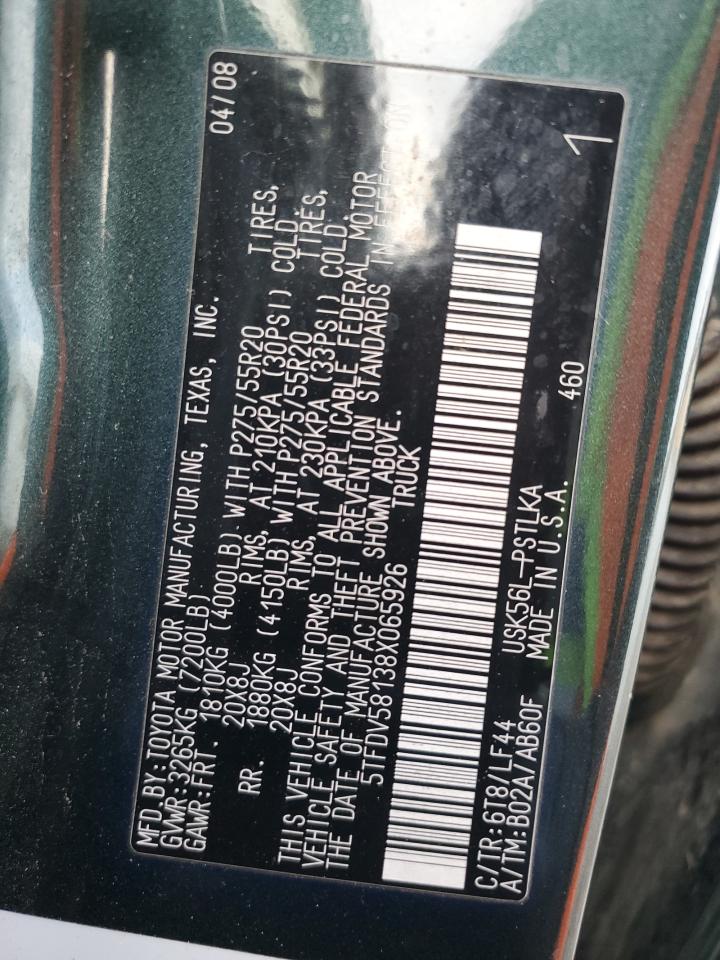 MFD.BY:TOYOTA MOTOR MANUFACTURING, TEXAS, INC. 04/08
GVWR:3265KG (7200LB)
GAWR:FRT. 1810KG (4000LB) WITH P275/55R20 TIRES,
20X8J RIMS, AT 210KPA (30PSI) COLD.
RR. 1880KG (4150LB) WITH P275/55R20 TIRES,
20X8J RIMS, AT 230KPA (33PSI) COLD
THIS VEHICLE CONFORMS TO ALL APPLICABLE FEDERAL MOTOR
VEHICLE SAFETY AND THEFT PREVENTION STANDARDS IN EFFECT ON
THE DATE OF MANUFACTURE SHOWN ABOVE.
5TFDV58138X065926 TRUCK
C/TR:6T8/LF44 USK56L-PSTLKA 460 1
A/TM:B02A/AB60F MADE IN U.S.A.